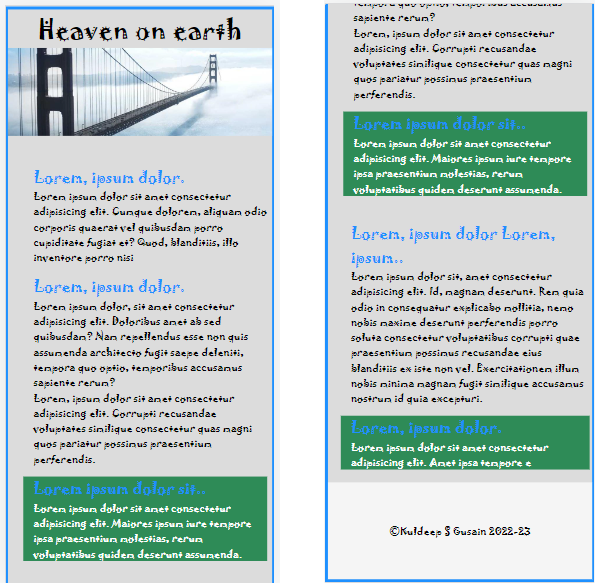 Heaven on earth
Lorem, ipsum dolor.
Lorem ipsum dolor sit amet consectetur
adipisicing elit. Cumque dolorem, aliquam odio
corporis quaerat vel quibusdam porro
cupiditate fugiat et? Quod, blanditiis, illo
inventore porro nisi
Lorem, ipsum dolor.
Lorem ipsum dolor, sit amet consectetur
adipisicing elit. Doloribus amet ab sed
quibusdam? Nam repellendus esse non quis
assumenda architecto fugit saepe deleniti,
tempora quo optio, temporibus accusamus
sapiente rerum?
Lorem, ipsum dolor sit amet consectetur
adipisicing elit. Corrupti recusandae
voluptates similique consectetur quas magni
quos pariatur possimus praesentium
perferendis.
Lorem ipsum dolor sit..
Lorem ipsum dolor sit amet consectetur
adipisicing elit. Maiores ipsum iure tempore
ipsa praesentium molestias, rerum
voluptatibus quidem deserunt assumenda.
tempora quo optio, temporibus accusamus
sapiente rerum?
Lorem, ipsum dolor sit amet consectetur
adipisicing elit. Corrupti recusandae
voluptates similique consectetur quas magni
quos pariatur possimus praesentium
perferendis.
Lorem ipsum dolor sit..
Lorem ipsum dolor sit amet consectetur
adipisicing elit. Maiores ipsum iure tempore
ipsa praesentium molestias, rerum
voluptatibus quidem deserunt assumenda.
Lorem, ipsum dolor Lorem,
ipsum..
Lorem ipsum dolor sit, amet consectetur
adipisicing elit. Id, magnam deserunt. Rem quia
odio in consequatur explicabo mollitia, nemo
nobis maxime deserunt perferendis porro
soluta consectetur voluptatibus corrupti quae
praesentium possimus recusandae eius
blanditiis ex iste non vel. Exercitationem illum
nobis minima magnam fugit similique accusamus
nostrum id quia excepturi.
Lorem, ipsum dolor.
Lorem ipsum dolor sit amet consectetur
adipisicing elit. Amet ipsa tempore e
©Kuldeep S Gusain 2022-23